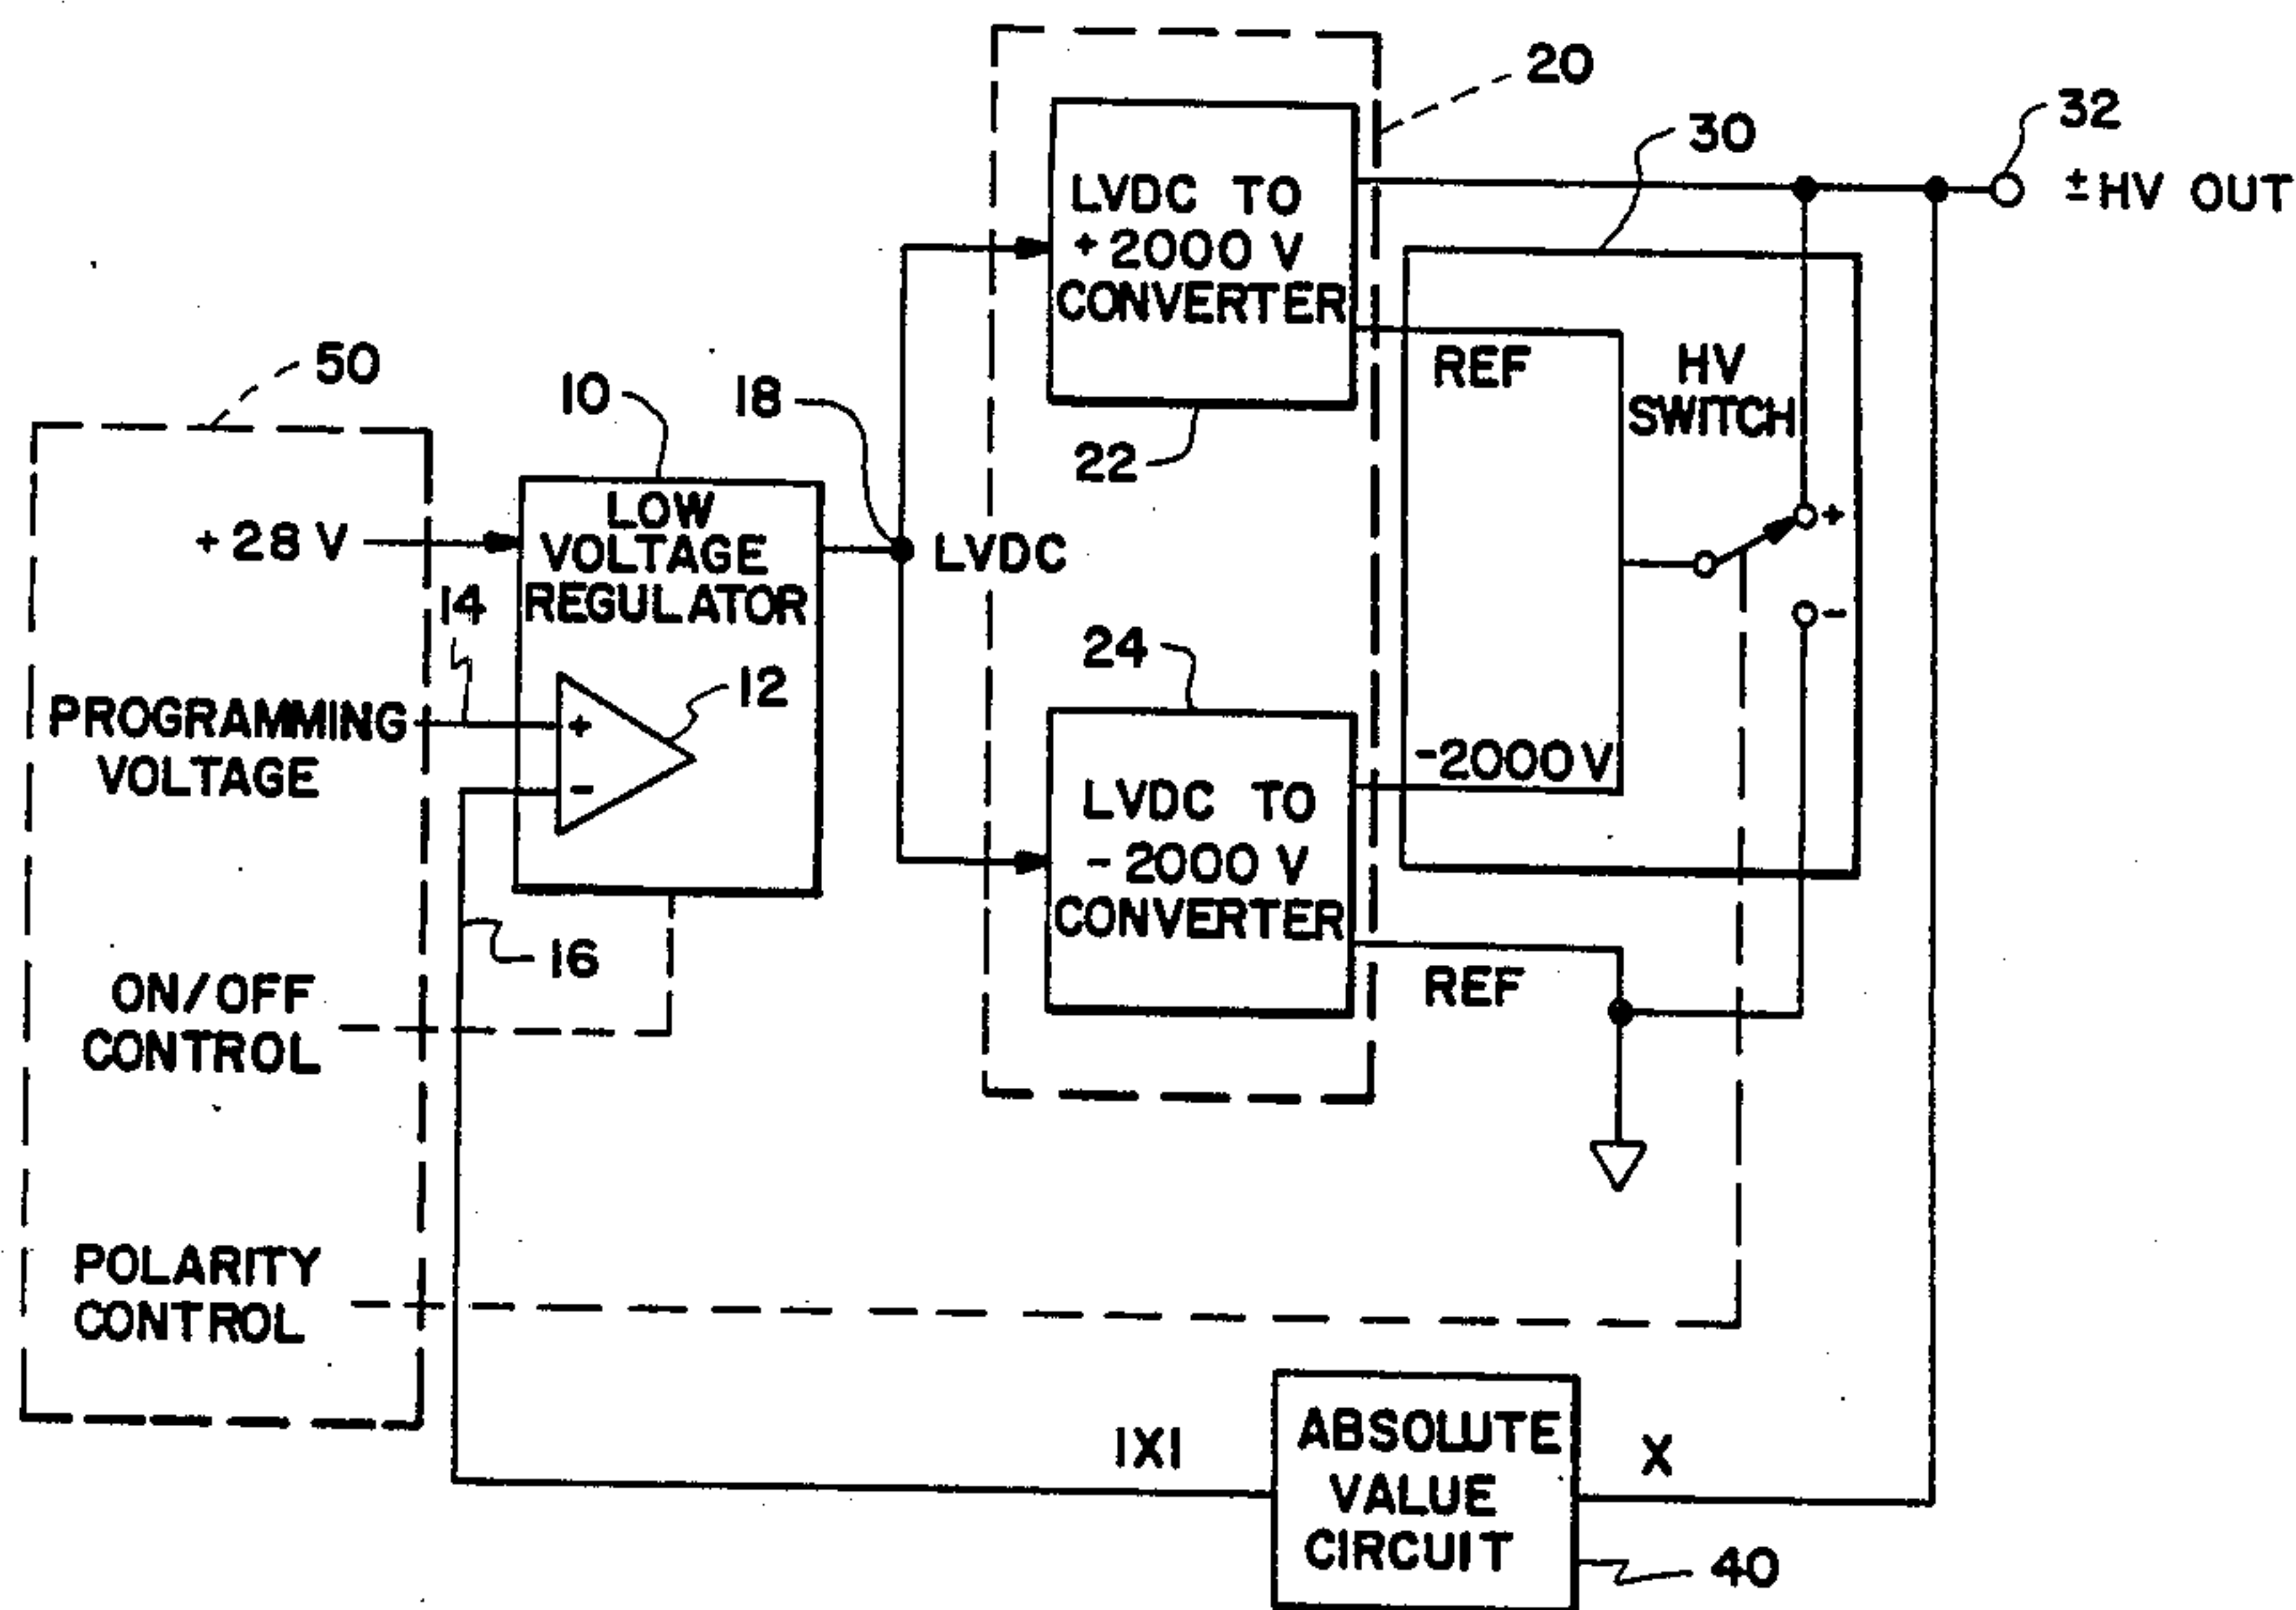 20
32
30
±HV OUT
LVDC TO
+2000 V
CONVERTER
50
10
18
REF
HV
SWITCH
22
+28 V
LOW
VOLTAGE
REGULATOR
LVDC
+
-
14
24
12
PROGRAMMING
VOLTAGE
+
-
-2000 V
LVDC TO
-2000 V
CONVERTER
16
REF
ON/OFF
CONTROL
POLARITY
CONTROL
|X|
ABSOLUTE
VALUE
CIRCUIT
X
40